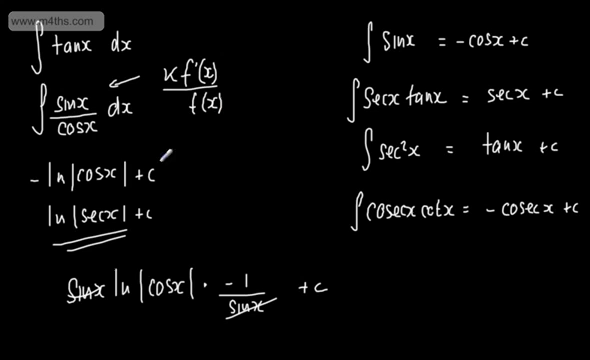 www.m4ths.com
∫ tanx dx
∫ sinx/cosx dx ← kf'(x)/f(x)
- ln|cosx| + c
ln|secx| + c
sinx ln|cosx| · -1/sinx + c
∫ sinx = -cosx + c
∫ secx tanx = secx + c
∫ sec²x = tanx + c
∫ cosecx cotx = - cosecx + c